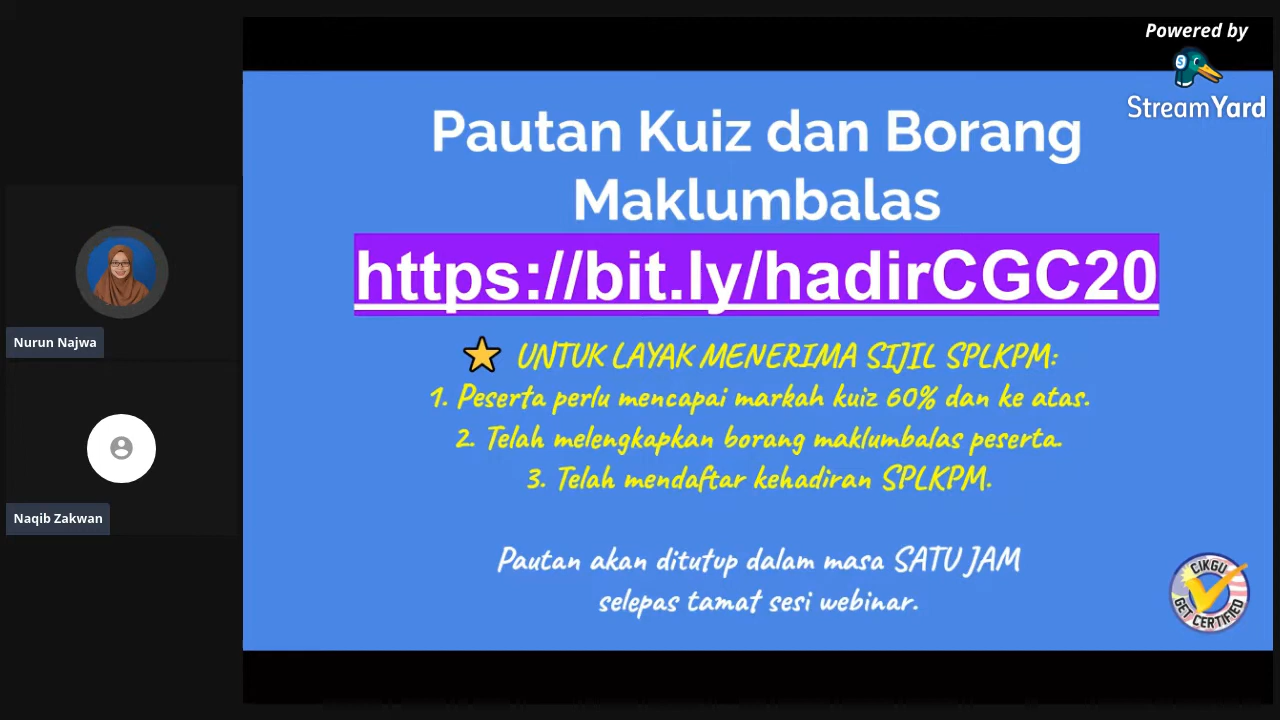 Powered by
StreamYard
Pautan Kuiz dan Borang
Maklumbalas
https://bit.ly/hadirCGC20
UNTUK LAYAK MENERIMA SIJIL SPLKPM:
1. Peserta perlu mencapai markah kuiz 60% dan ke atas.
2. Telah melengkapkan borang maklumbalas peserta.
3. Telah mendaftar kehadiran SPLKPM.
Pautan akan ditutup dalam masa SATU JAM
selepas tamat sesi webinar.
CIKGU
GET CERTIFIED
Nurun Najwa
Naqib Zakwan